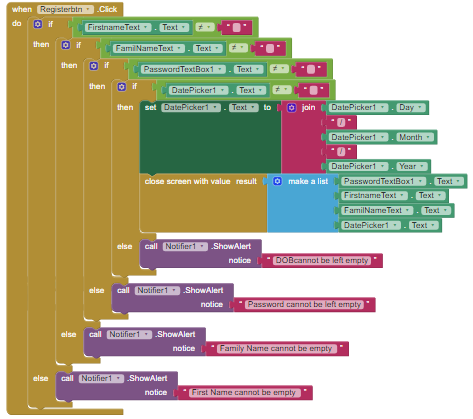 when Registerbtn .Click
do if FirstnameText . Text ≠ " "
then if FamilNameText . Text ≠ " "
then if PasswordTextBox1 . Text ≠ " "
then if DatePicker1 . Text ≠ " "
then set DatePicker1 . Text to join DatePicker1 . Day
" / "
DatePicker1 . Month
" / "
DatePicker1 . Year
close screen with value result make a list PasswordTextBox1 . Text
FirstnameText . Text
FamilNameText . Text
DatePicker1 . Text
else call Notifier1 .ShowAlert
notice " DOBcannot be left empty "
else call Notifier1 .ShowAlert
notice " Password cannot be left empty "
else call Notifier1 .ShowAlert
notice " Family Name cannot be empty "
else call Notifier1 .ShowAlert
notice " First Name cannot be empty "